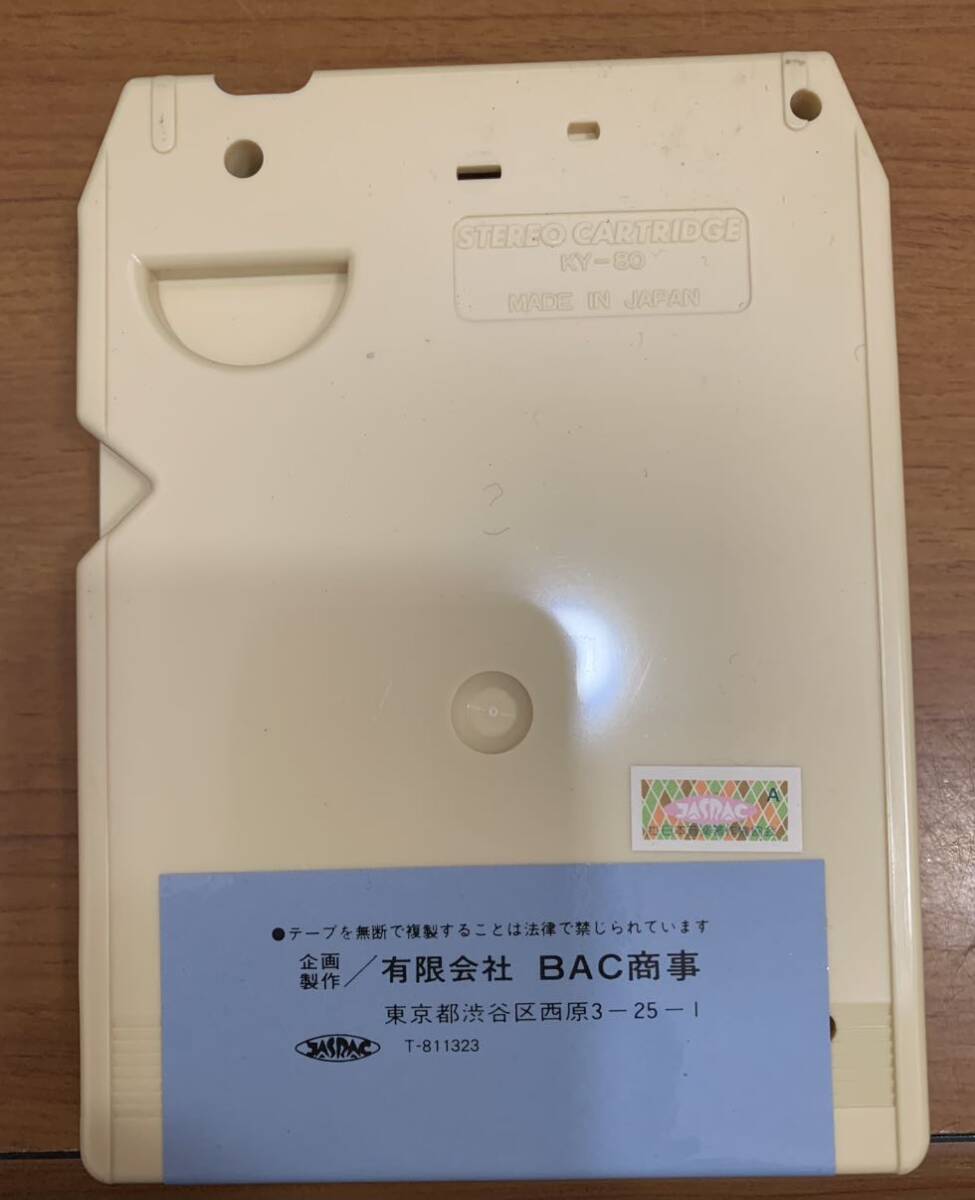 STEREO CARTRIDGE
KY-80
MADE IN JAPAN
JASRAC
A
●テープを無断で複製することは法律で禁じられています
企画
製作／有限会社 BAC商事
東京都渋谷区西原3-25-1
JASRAC T-811323